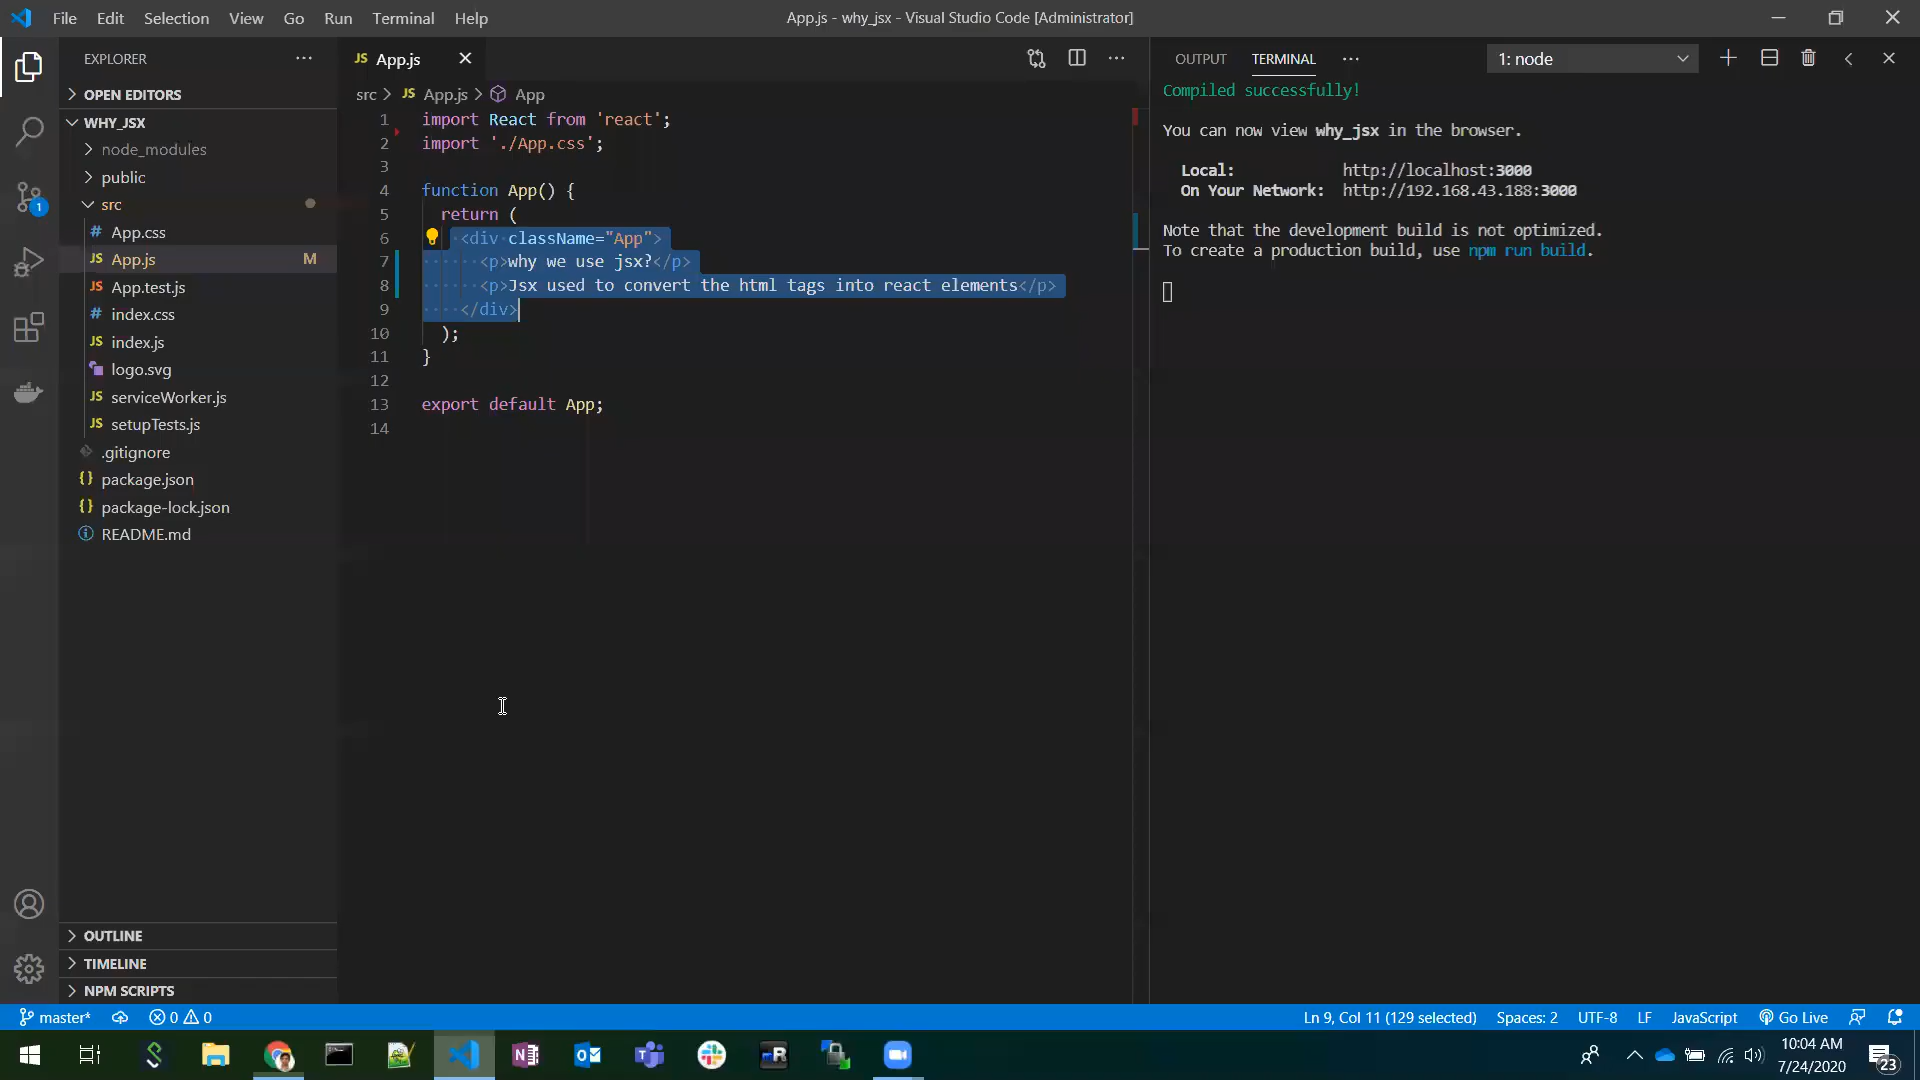 File Edit Selection View Go Run Terminal Help
App.js - why_jsx - Visual Studio Code [Administrator]
EXPLORER
OPEN EDITORS
WHY_JSX
node_modules
public
src
# App.css
JS App.js M
JS App.test.js
# index.css
JS index.js
logo.svg
JS serviceWorker.js
JS setupTests.js
.gitignore
{} package.json
{} package-lock.json
README.md
OUTLINE
TIMELINE
NPM SCRIPTS
JS App.js
src > JS App.js > App
1 import React from 'react';
2 import './App.css';
3
4 function App() {
5 return (
6 <div className="App">
7 <p>why we use jsx?</p>
8 <p>Jsx used to convert the html tags into react elements</p>
9 </div>
10 );
11 }
12
13 export default App;
14
OUTPUT TERMINAL 1: node
Compiled successfully!
You can now view why_jsx in the browser.
Local: http://localhost:3000
On Your Network: http://192.168.43.188:3000
Note that the development build is not optimized.
To create a production build, use npm run build.
1
master* 0 0
Ln 9, Col 11 (129 selected) Spaces: 2 UTF-8 LF JavaScript Go Live
10:04 AM
7/24/2020
23